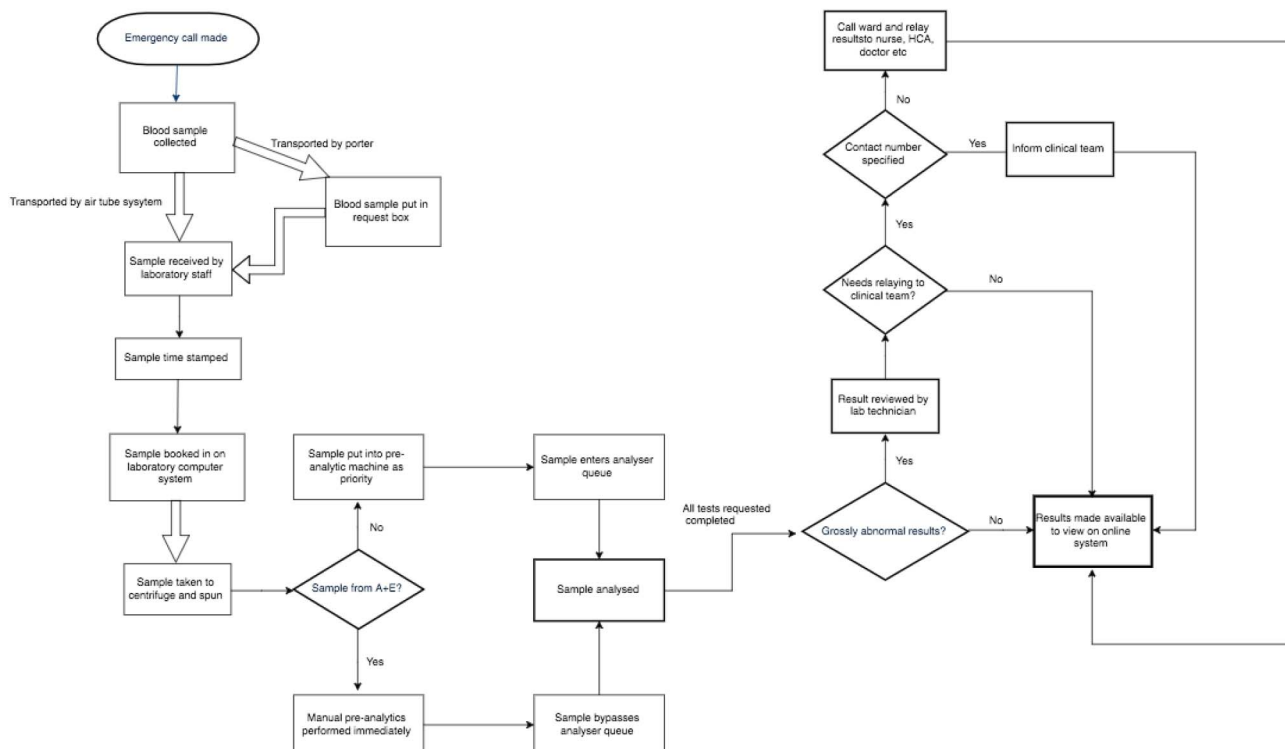 Emergency call made
Blood sample
collected
Transported by porter
Transported by air tube sysytem
Blood sample put in
request box
Sample received by
laboratory staff
Sample time stamped
Sample booked in on
laboratory computer
system
Sample taken to
centrifuge and spun
Sample from A+E?
No
Yes
Sample put into pre-
analytic machine as
priority
Manual pre-analytics
performed immediately
Sample enters analyser
queue
Sample bypasses
analyser queue
Sample analysed
All tests requested
completed
Grossly abnormal results?
No
Yes
Result reviewed by
lab technician
Needs relaying to
clinical team?
No
Yes
Contact number
specified
Yes
Inform clinical team
No
Call ward and relay
resultsto nurse, HCA,
doctor etc
Results made available
to view on online
system